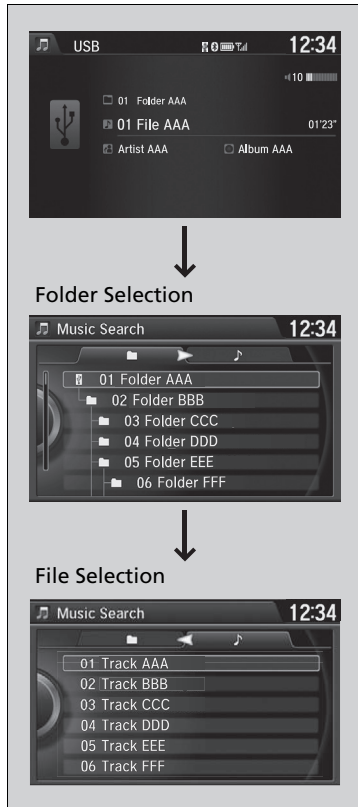 USB 12:34
10
01 Folder AAA
01 File AAA 01'23"
Artist AAA Album AAA
Folder Selection
Music Search 12:34
01 Folder AAA
02 Folder BBB
03 Folder CCC
04 Folder DDD
05 Folder EEE
06 Folder FFF
File Selection
Music Search 12:34
01 Track AAA
02 Track BBB
03 Track CCC
04 Track DDD
05 Track EEE
06 Track FFF